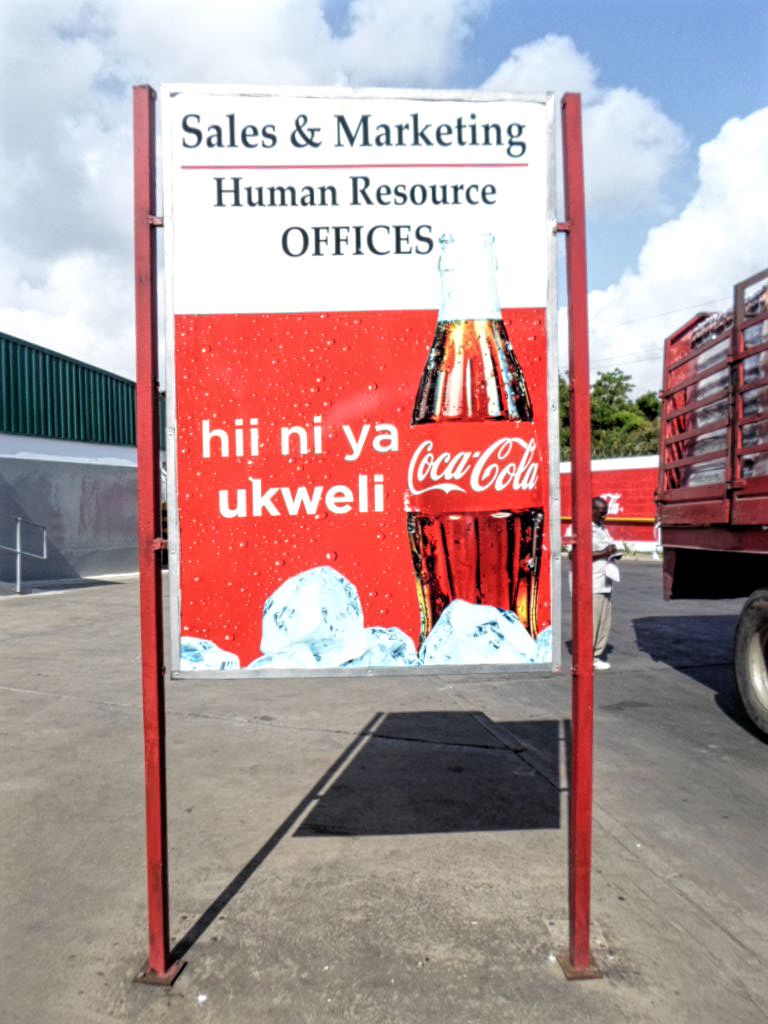 Sales & Marketing
Human Resource
OFFICES
hii ni ya
ukweli
Coca-Cola